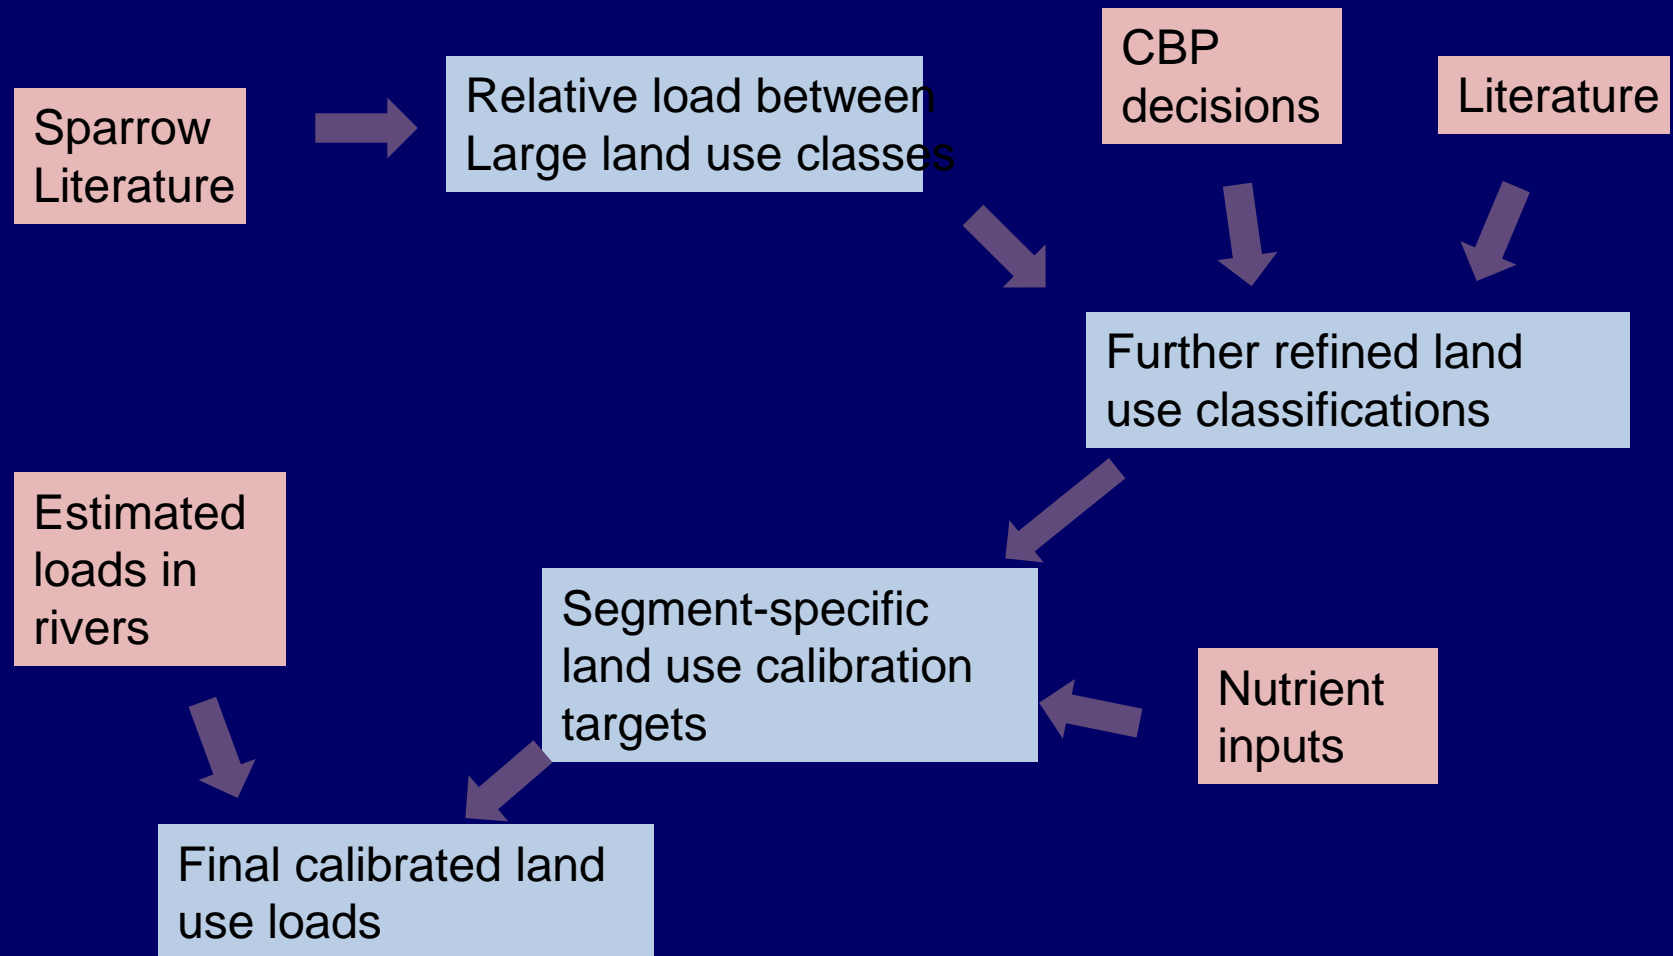 Sparrow
Literature
Relative load between
Large land use classes
CBP
decisions
Literature
Further refined land
use classifications
Estimated
loads in
rivers
Segment-specific
land use calibration
targets
Nutrient
inputs
Final calibrated land
use loads